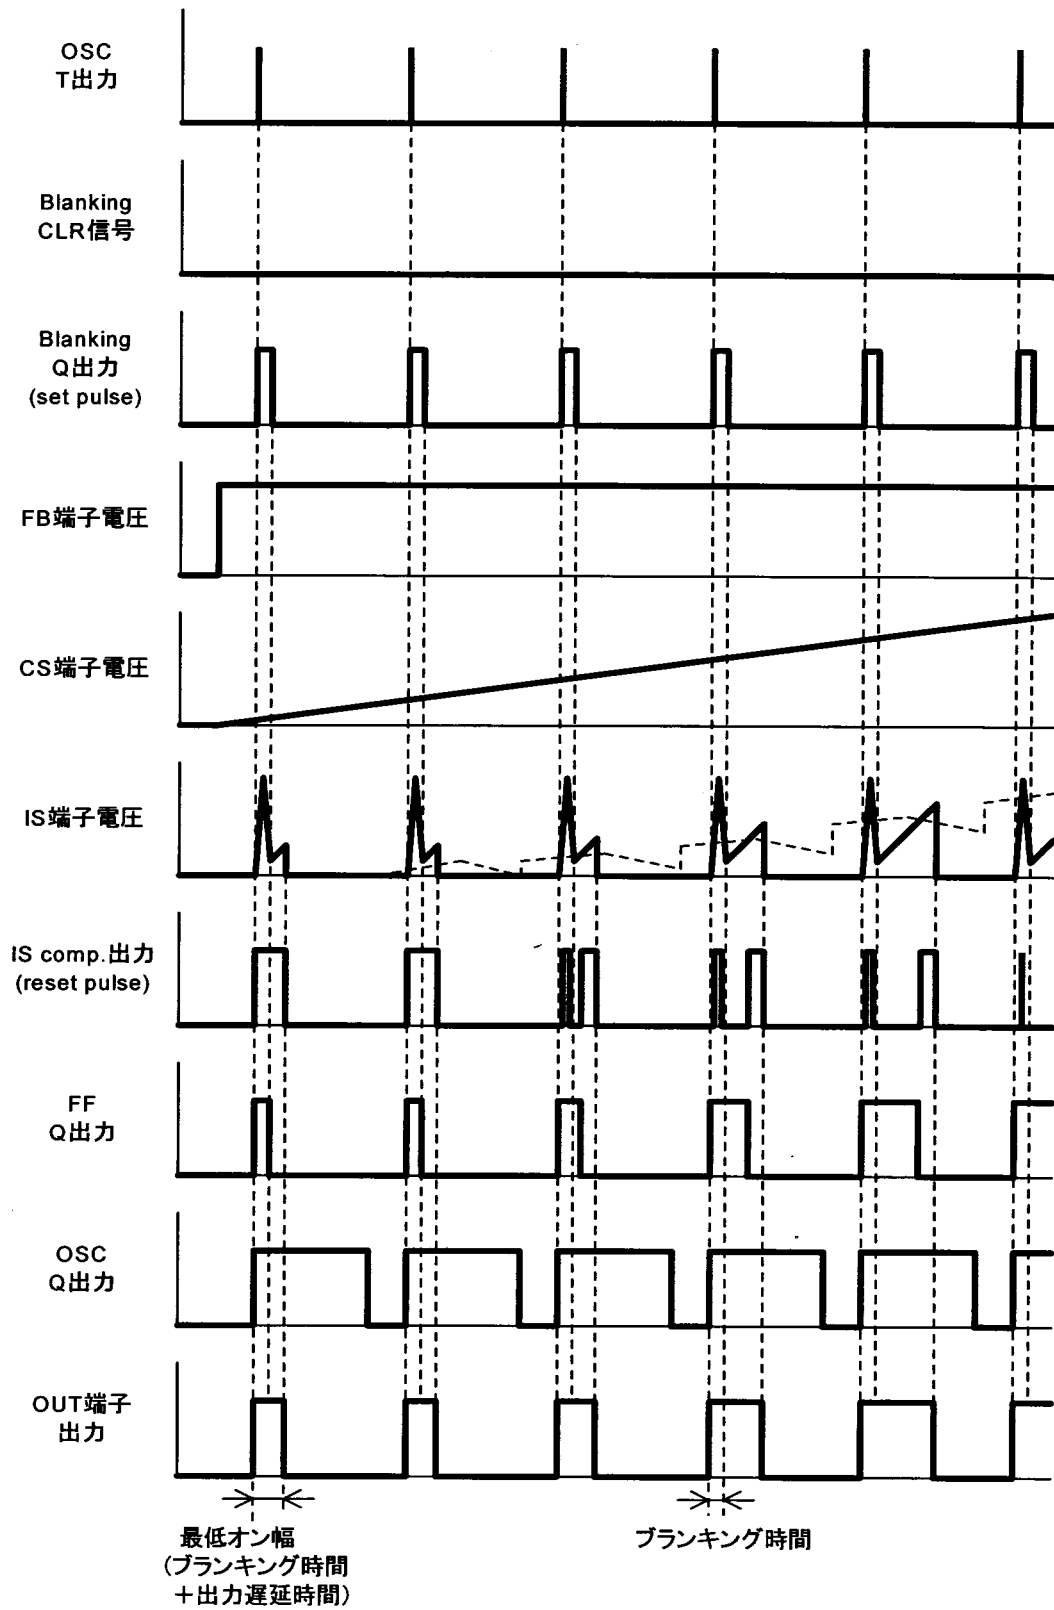 OSC
T出力
Blanking
CLR信号
Blanking
Q出力
(set pulse)
FB端子電圧
CS端子電圧
IS端子電圧
IS comp.出力
(reset pulse)
FF
Q出力
OSC
Q出力
OUT端子
出力
最低オン幅
(ブランキング時間
＋出力遅延時間)
ブランキング時間